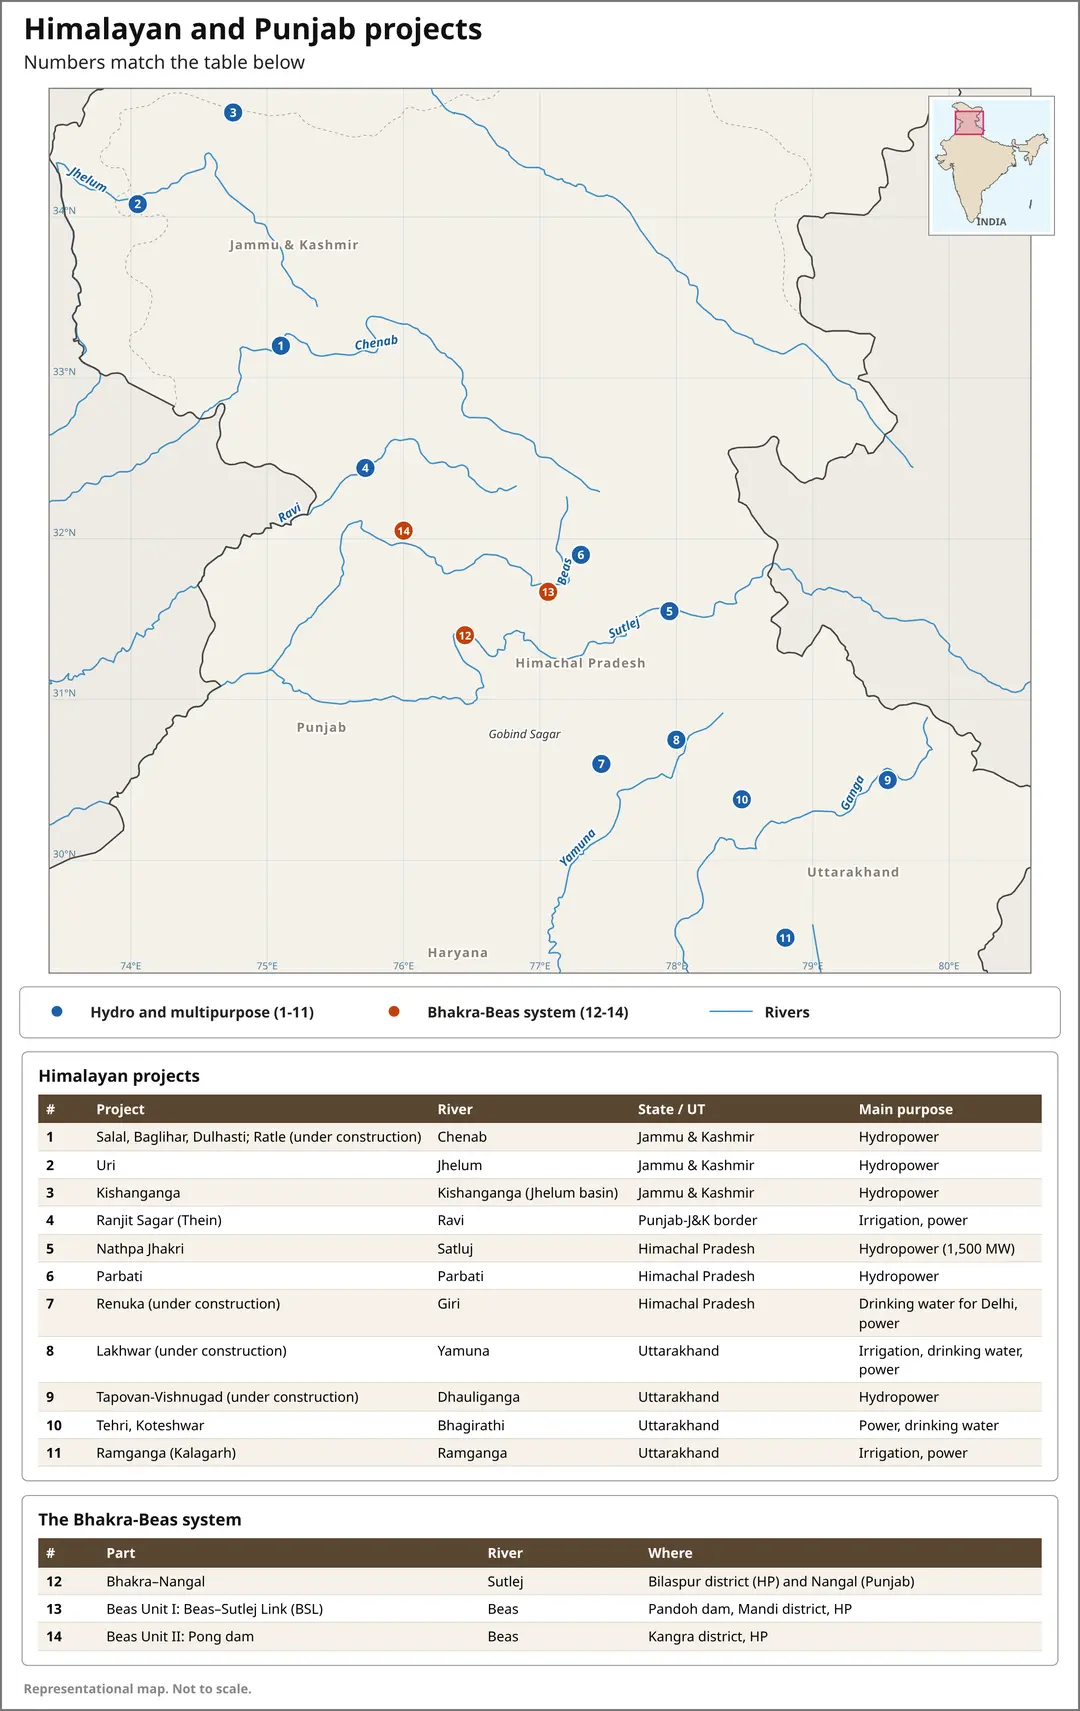 Himalayan and Punjab projects
Numbers match the table below
3
INDIA
Jhelum
2
34°N
Jammu & Kashmir
1
Chenab
33°N
4
Ravi
14
32°N
6
Beas
13
5
Sutlej
12
Himachal Pradesh
31°N
Punjab
Gobind Sagar
8
7
9
10
Ganga
Yamuna
30°N
Uttarakhand
11
Haryana
74°E 75°E 76°E 77°E 78°E 79°E 80°E
Hydro and multipurpose (1-11) Bhakra-Beas system (12-14) Rivers
Himalayan projects
# Project River State / UT Main purpose
1 Salal, Baglihar, Dulhasti; Ratle (under construction) Chenab Jammu & Kashmir Hydropower
2 Uri Jhelum Jammu & Kashmir Hydropower
3 Kishanganga Kishanganga (Jhelum basin) Jammu & Kashmir Hydropower
4 Ranjit Sagar (Thein) Ravi Punjab-J&K border Irrigation, power
5 Nathpa Jhakri Satluj Himachal Pradesh Hydropower (1,500 MW)
6 Parbati Parbati Himachal Pradesh Hydropower
7 Renuka (under construction) Giri Himachal Pradesh Drinking water for Delhi,
power
8 Lakhwar (under construction) Yamuna Uttarakhand Irrigation, drinking water,
power
9 Tapovan-Vishnugad (under construction) Dhauliganga Uttarakhand Hydropower
10 Tehri, Koteshwar Bhagirathi Uttarakhand Power, drinking water
11 Ramganga (Kalagarh) Ramganga Uttarakhand Irrigation, power
The Bhakra-Beas system
# Part River Where
12 Bhakra–Nangal Sutlej Bilaspur district (HP) and Nangal (Punjab)
13 Beas Unit I: Beas–Sutlej Link (BSL) Beas Pandoh dam, Mandi district, HP
14 Beas Unit II: Pong dam Beas Kangra district, HP
Representational map. Not to scale.